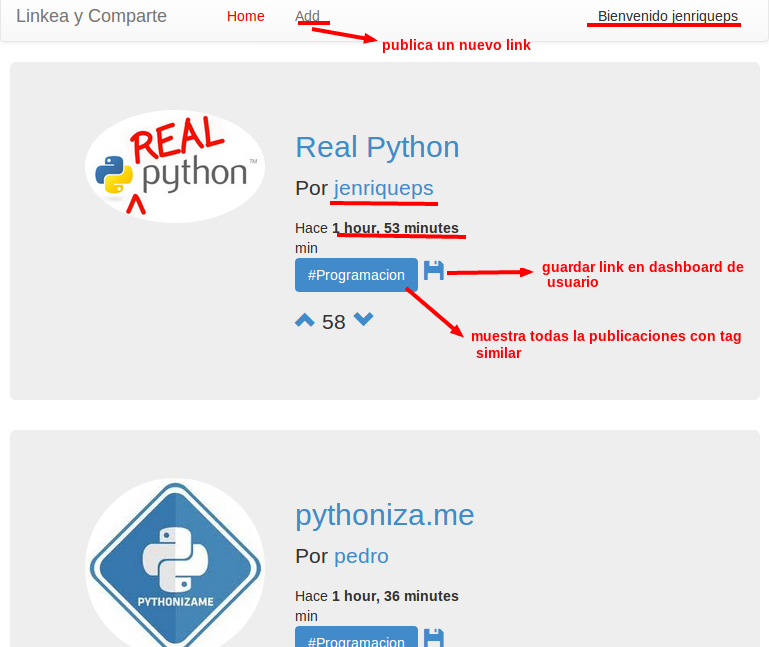 Linkea y Comparte Home Add Bienvenido jenriqueps
publica un nuevo link
REAL
python™
Real Python
Por jenriqueps
Hace 1 hour, 53 minutes
min
#Programacion
guardar link en dashboard de
usuario
58
muestra todas la publicaciones con tag
similar
pythoniza.me
Por pedro
PYTHONIZAME
Hace 1 hour, 36 minutes
min
#Programacion